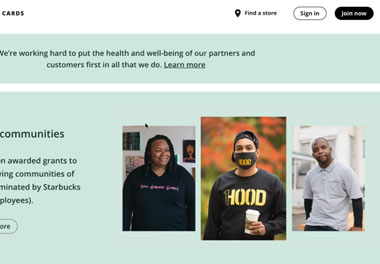 CARDS
Find a store
Sign in
Join now
We're working hard to put the health and well-being of our partners and
customers first in all that we do. Learn more
communities
on awarded grants to
ving communities of
minated by Starbucks
ployees).
ore
HOOD
HOOD